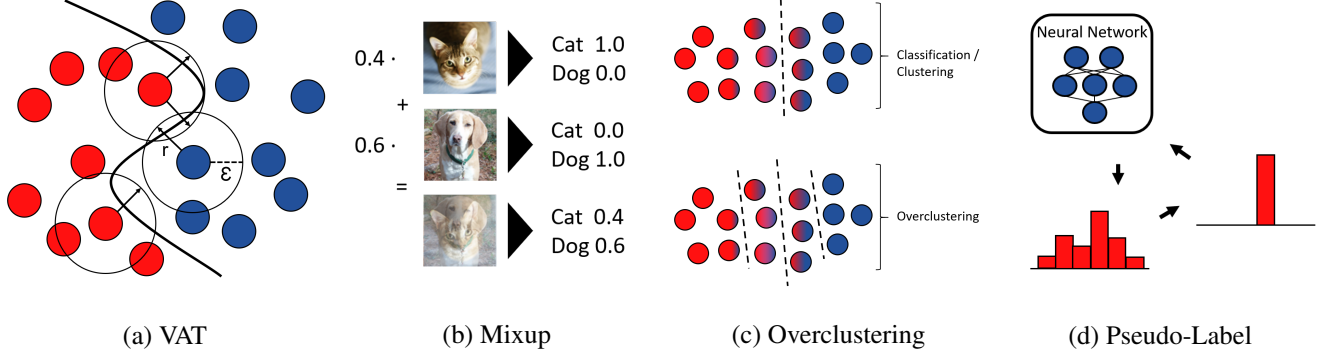 r
ε
(a) VAT
0.4 ·
Cat 1.0
Dog 0.0
+
0.6 ·
Cat 0.0
Dog 1.0
=
Cat 0.4
Dog 0.6
(b) Mixup
Classification /
Clustering
Overclustering
(c) Overclustering
Neural Network
(d) Pseudo-Label